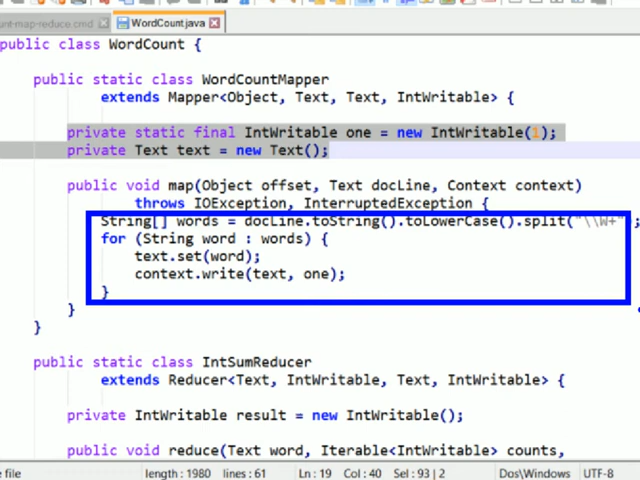 unt-map-reduce.cmd WordCount.java
public class WordCount {
public static class WordCountMapper
extends Mapper<Object, Text, Text, IntWritable> {
private static final IntWritable one = new IntWritable(1);
private Text text = new Text();
public void map(Object offset, Text docLine, Context context)
throws IOException, InterruptedException {
String[] words = docLine.toString().toLowerCase().split("\\W+");
for (String word : words) {
text.set(word);
context.write(text, one);
}
}
}
public static class IntSumReducer
extends Reducer<Text, IntWritable, Text, IntWritable> {
private IntWritable result = new IntWritable();
public void reduce(Text word, Iterable<IntWritable> counts,
e file length : 1980 lines : 61 Ln : 19 Col : 40 Sel : 93 | 2 Dos\Windows UTF-8